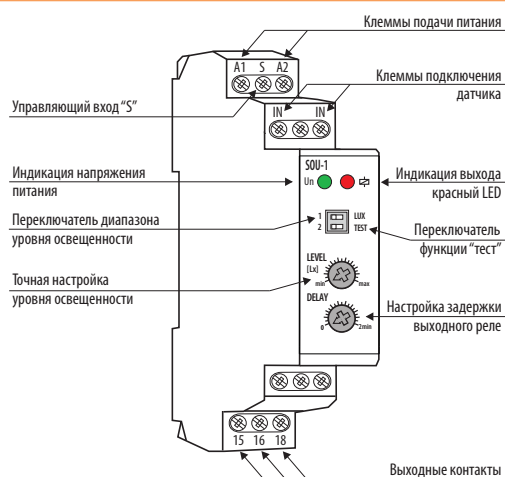 Клеммы подачи питания
A1 S A2
Клеммы подключения
датчика
Управляющий вход “S”
IN IN
SOU-1
Индикация напряжения
питания
Un
Индикация выхода
красный LED
Переключатель диапазона
уровня освещенности
1 LUX
2 TEST
Переключатель
функции “тест”
LEVEL
[Lx]
min max
Точная настройка
уровня освещенности
DELAY
0 2min
Настройка задержки
выходного реле
15 16 18
Выходные контакты